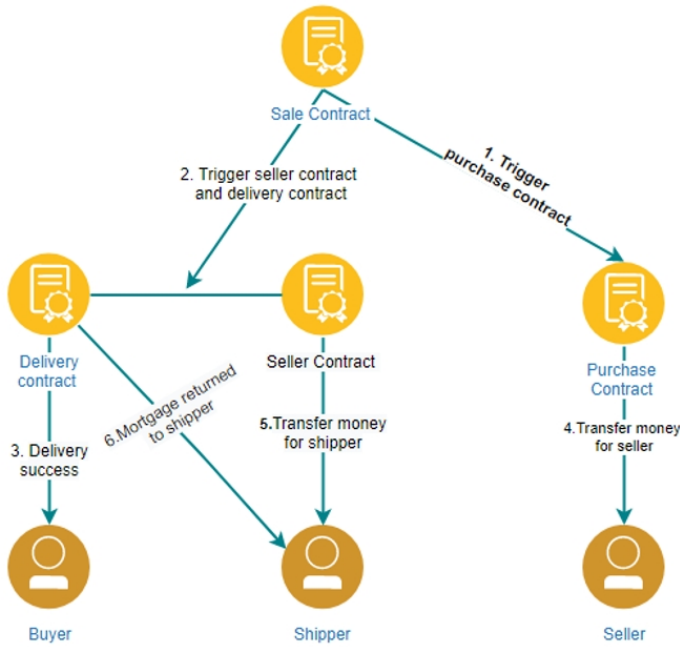 Sale Contract
1. Trigger
purchase contract
2. Trigger seller contract
and delivery contract
Delivery
contract
Seller Contract
Purchase
Contract
6.Mortgage returned
to shipper
5.Transfer money
for shipper
4.Transfer money
for seller
3. Delivery
success
Buyer
Shipper
Seller